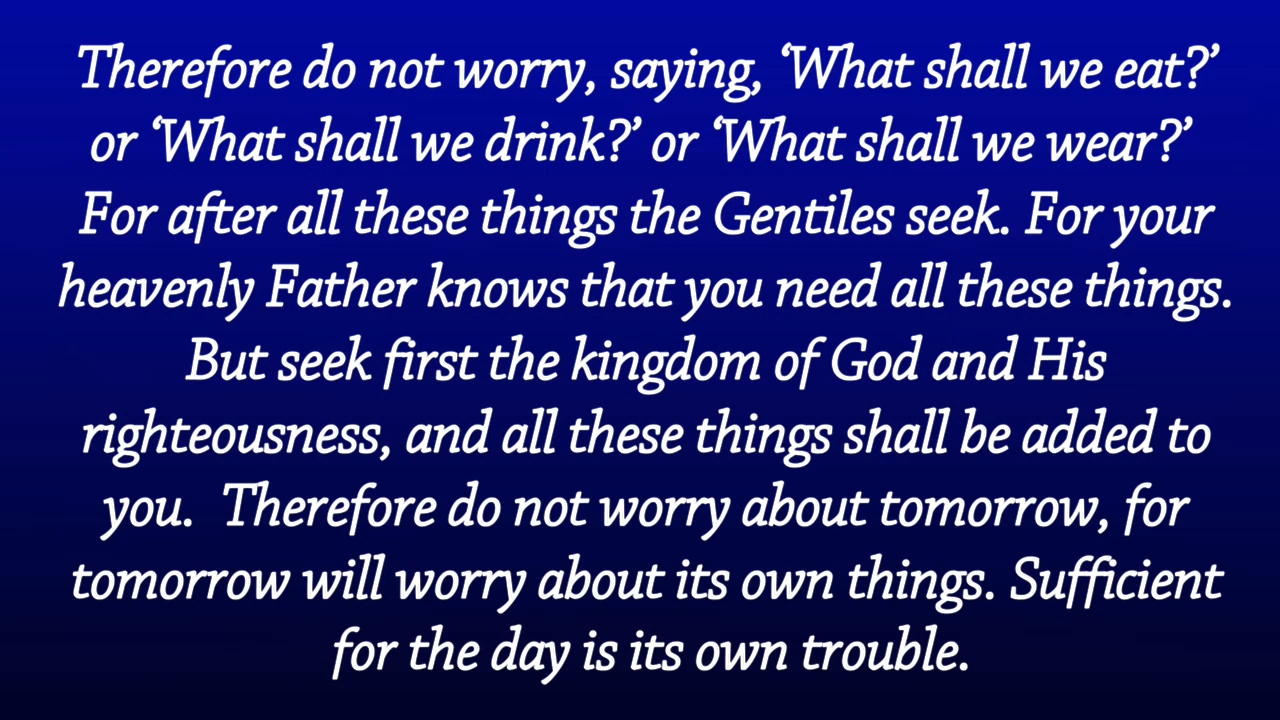 Therefore do not worry, saying, ‘What shall we eat?’
or ‘What shall we drink?’ or ‘What shall we wear?’
For after all these things the Gentiles seek. For your
heavenly Father knows that you need all these things.
But seek first the kingdom of God and His
righteousness, and all these things shall be added to
you.  Therefore do not worry about tomorrow, for
tomorrow will worry about its own things. Sufficient
for the day is its own trouble.